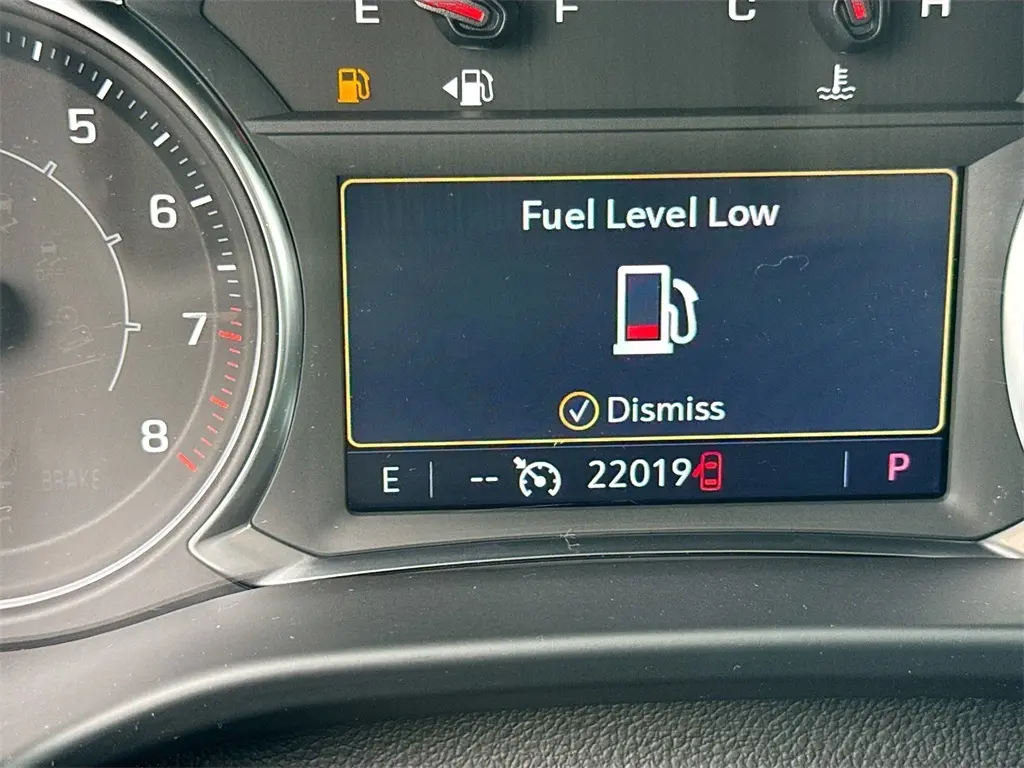 E F C H
5
6
7
8
BRAKE
Fuel Level Low
Dismiss
E -- 22019 P